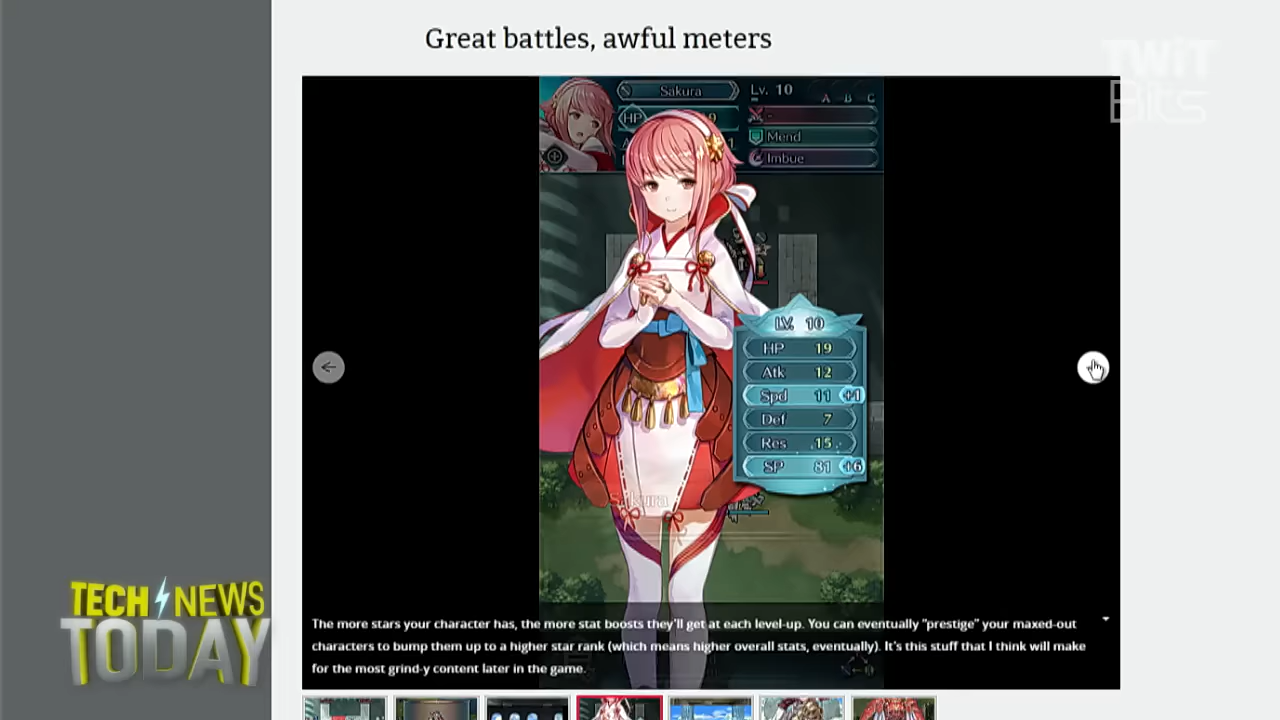 Great battles, awful meters
TWiT
Bits
Sakura
Lv. 10
A B C
HP
9
-
Mend
1
Imbue
LV. 10
HP 19
Atk 12
Spd 11 +1
Def 7
Res 15
SP 81 +6
Sakura
The more stars your character has, the more stat boosts they'll get at each level-up. You can eventually "prestige" your maxed-out
characters to bump them up to a higher star rank (which means higher overall stats, eventually). It's this stuff that I think will make
for the most grind-y content later in the game.
TECH NEWS
TODAY